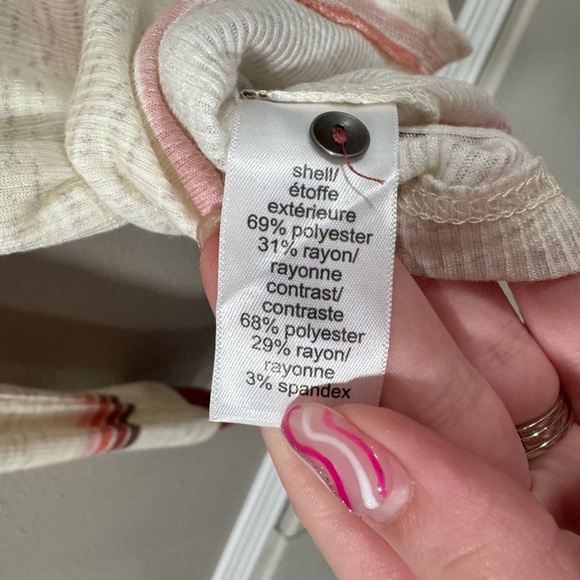 shell/
étoffe
extérieure
69% polyester
31% rayon/
rayonne
contrast/
contraste
68% polyester
29% rayon/
rayonne
3% spandex